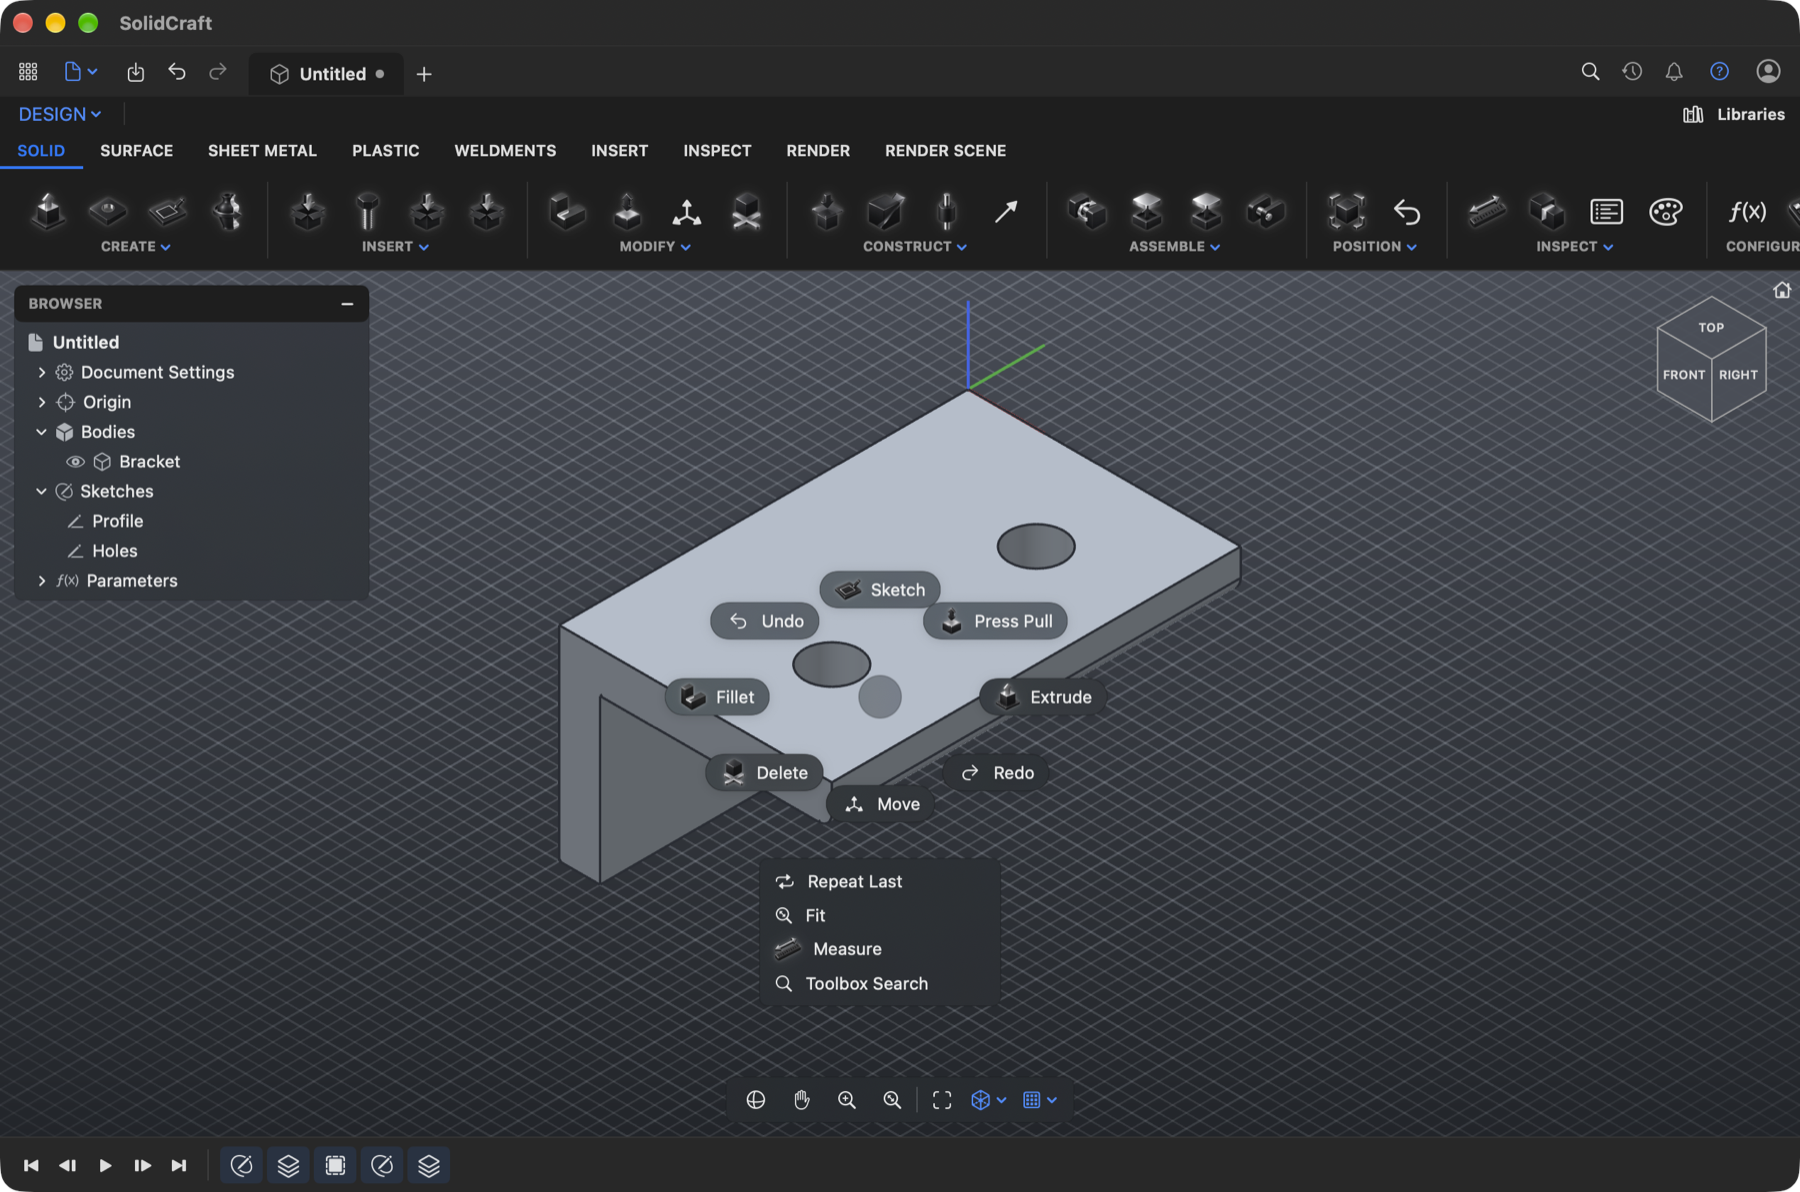 SolidCraft
Untitled
DESIGN
Libraries
SOLID SURFACE SHEET METAL PLASTIC WELDMENTS INSERT INSPECT RENDER RENDER SCENE
f(x)
CREATE INSERT MODIFY CONSTRUCT ASSEMBLE POSITION INSPECT CONFIGUR
BROWSER
Untitled
Document Settings
Origin
Bodies
Bracket
Sketches
Profile
Holes
f(x) Parameters
TOP
FRONT RIGHT
Sketch
Undo Press Pull
Fillet Extrude
Delete Redo
Move
Repeat Last
Fit
Measure
Toolbox Search